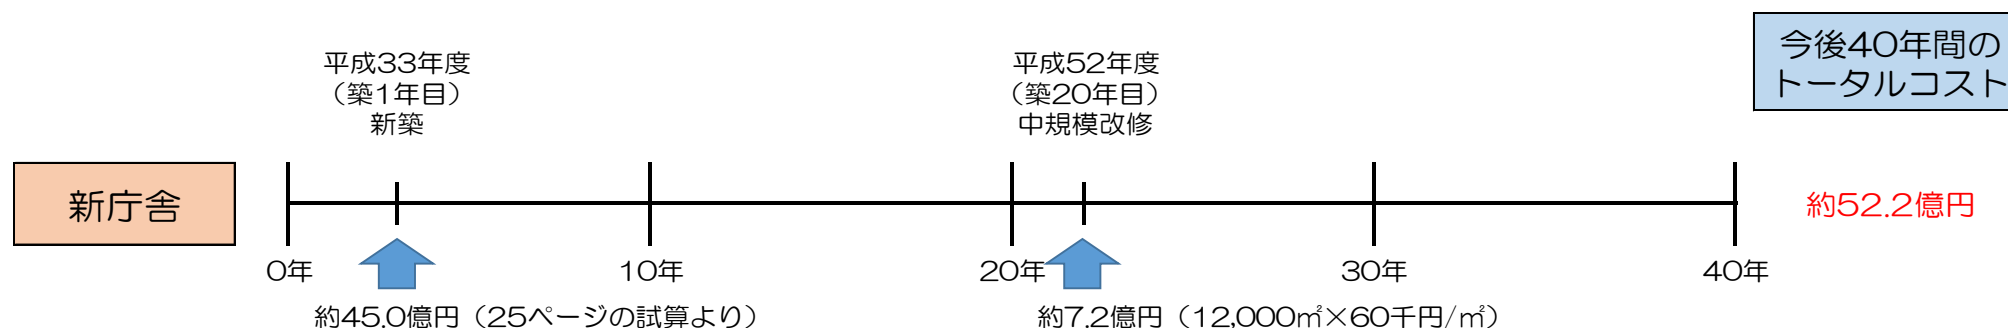 今後40年間の
トータルコスト
平成33年度
（築1年目）
新築
平成52年度
（築20年目）
中規模改修
新庁舎
約52.2億円
0年
10年
20年
30年
40年
約45.0億円（25ページの試算より）
約7.2億円（12,000㎡×60千円/㎡）